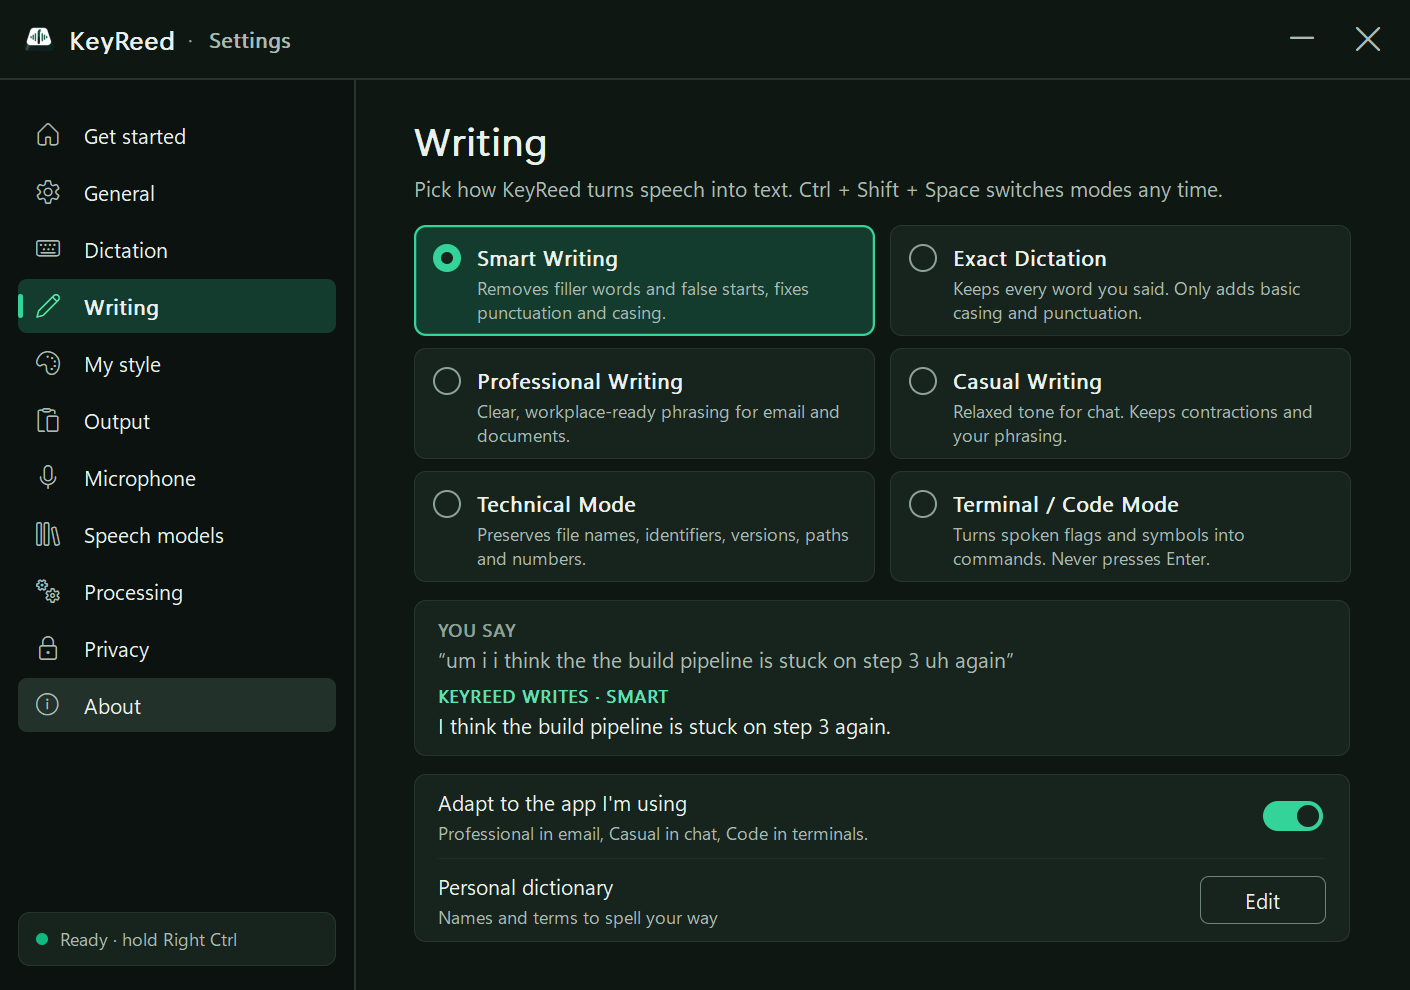 KeyReed · Settings
Get started
General
Dictation
Writing
My style
Output
Microphone
Speech models
Processing
Privacy
About
Ready · hold Right Ctrl
Writing
Pick how KeyReed turns speech into text. Ctrl + Shift + Space switches modes any time.
Smart Writing
Removes filler words and false starts, fixes
punctuation and casing.
Exact Dictation
Keeps every word you said. Only adds basic
casing and punctuation.
Professional Writing
Clear, workplace-ready phrasing for email and
documents.
Casual Writing
Relaxed tone for chat. Keeps contractions and
your phrasing.
Technical Mode
Preserves file names, identifiers, versions, paths
and numbers.
Terminal / Code Mode
Turns spoken flags and symbols into
commands. Never presses Enter.
YOU SAY
“um i i think the the build pipeline is stuck on step 3 uh again”
KEYREED WRITES · SMART
I think the build pipeline is stuck on step 3 again.
Adapt to the app I'm using
Professional in email, Casual in chat, Code in terminals.
Personal dictionary
Names and terms to spell your way
Edit